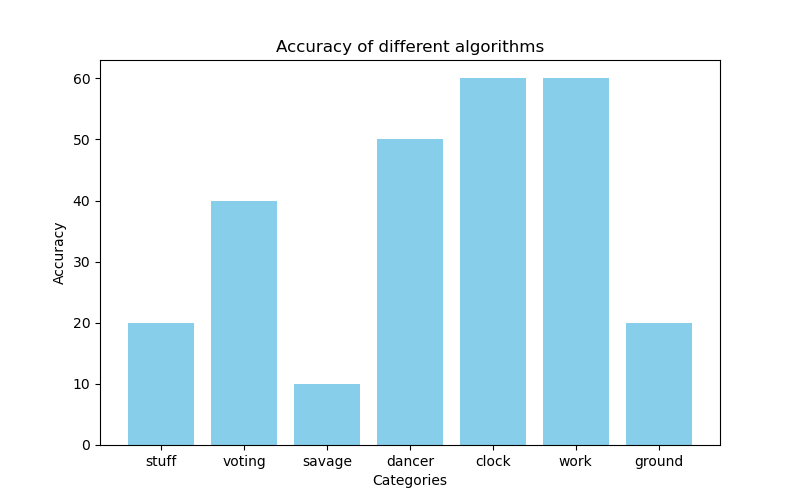 Accuracy of different algorithms
60
50
40
30
20
10
0
Accuracy
stuff voting savage dancer clock work ground
Categories